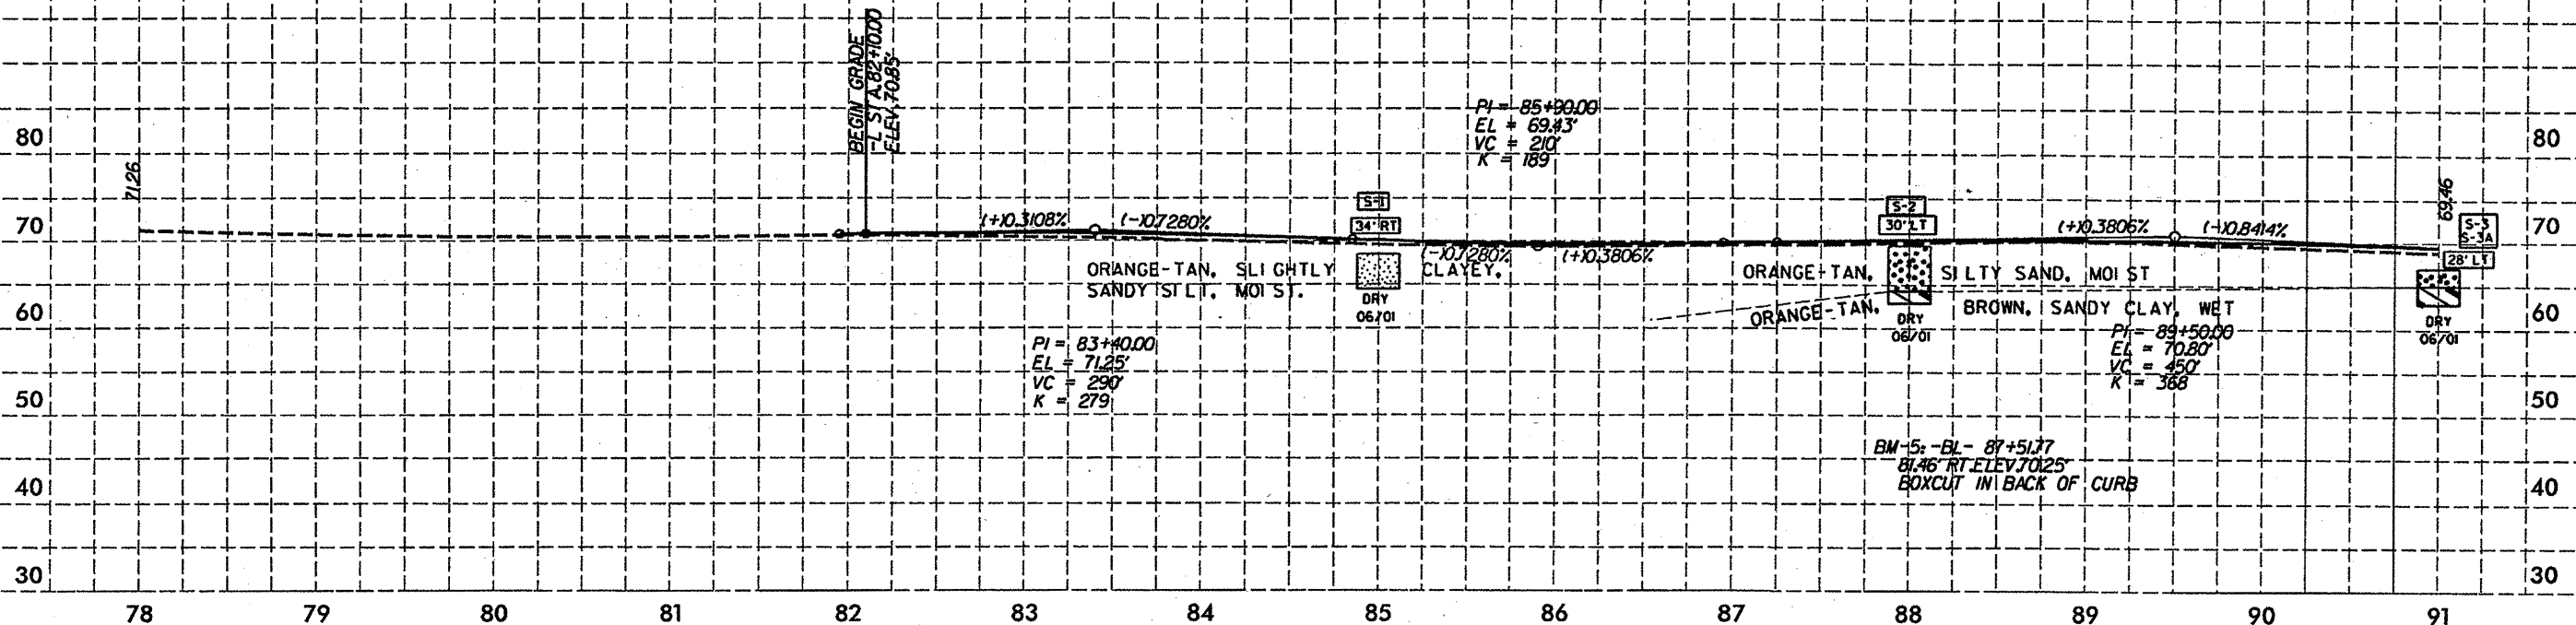 BEGIN GRADE
-L STA.82+10.00
ELEV.70.85'
PI = 85+90.00
EL = 69.43'
VC = 210'
K = 189
80
80
71.26
69.46
70
70
(+)0.3108%
(-)0.7280%
S-1
34' RT
(-)0.7280%
(+)0.3806%
S-2
30' LT
(+)0.3806%
(-)0.8414%
S-3
S-3A
28' LT
ORANGE-TAN, SLIGHTLY CLAYEY,
SANDY SILT, MOIST.
DRY
06/01
ORANGE-TAN, SILTY SAND, MOIST
ORANGE-TAN, BROWN, SANDY CLAY, WET
DRY
06/01
DRY
06/01
60
60
PI = 83+40.00
EL = 71.25'
VC = 290'
K = 279
PI = 89+50.00
EL = 70.80'
VC = 450'
K = 368
50
50
BM-5: -BL- 87+51.77
81.46' RT.ELEV.70.25'
BOXCUT IN BACK OF CURB
40
40
30
30
78 79 80 81 82 83 84 85 86 87 88 89 90 91